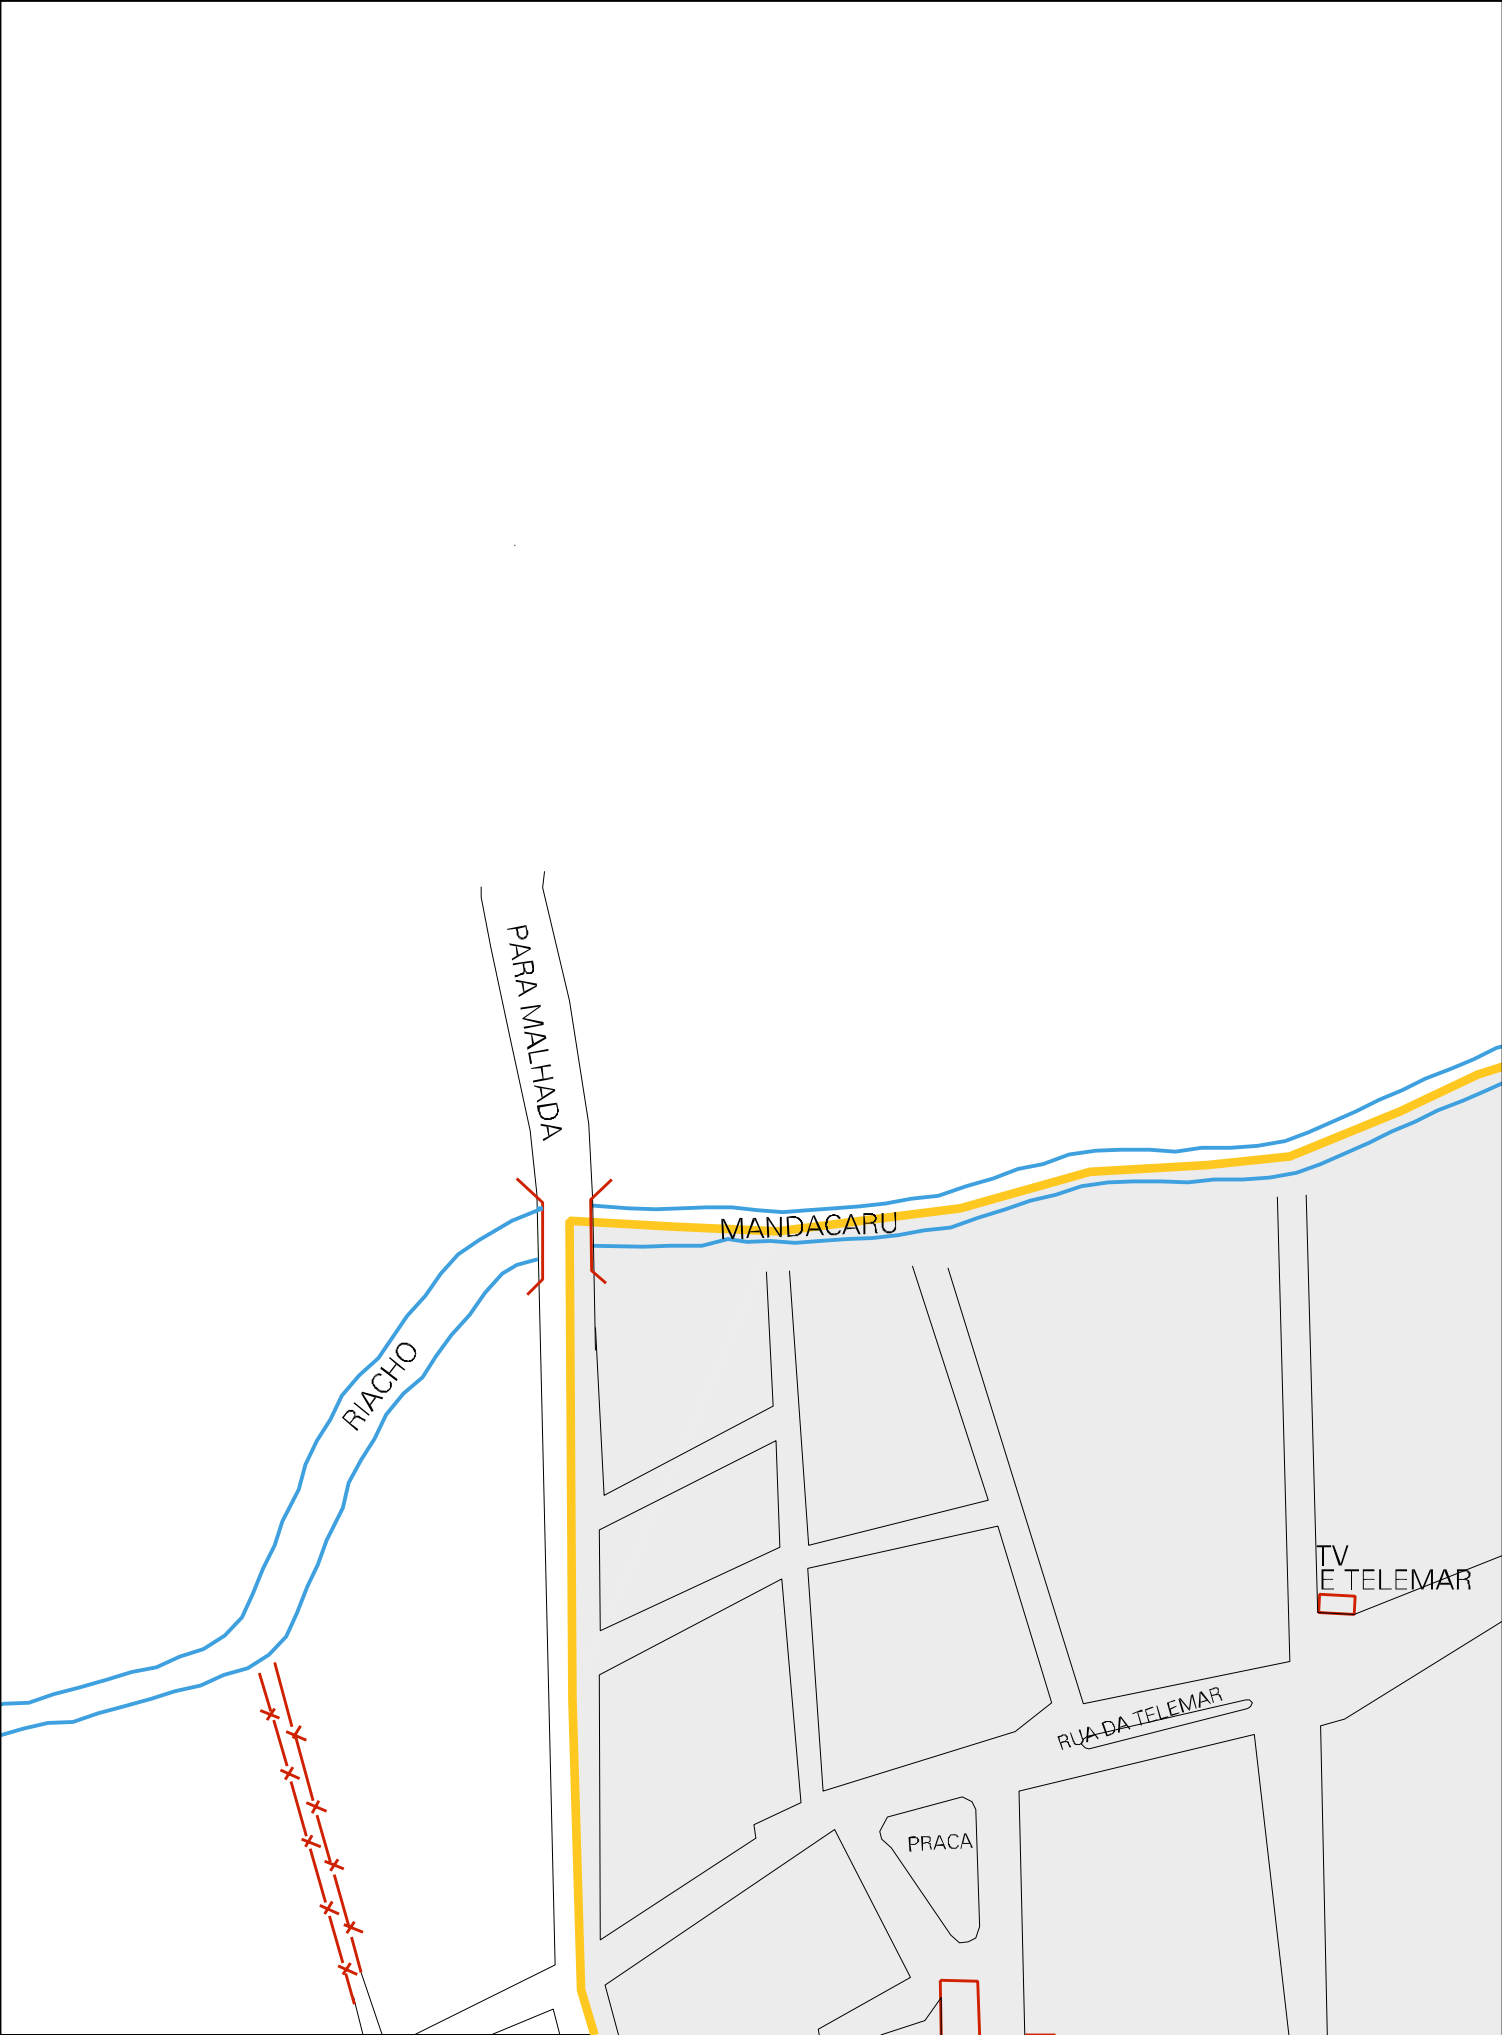 PARA MALHADA
MANDACARU
RIACHO
TV
E TELEMAR
RUA DA TELEMAR
PRACA